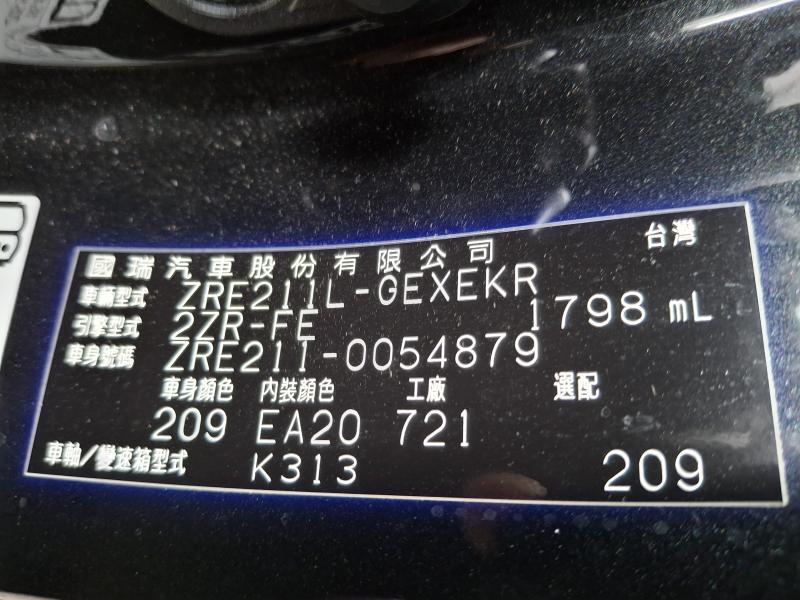 國瑞汽車股份有限公司 台灣
車輛型式 ZRE211L-GEXEKR
引擎型式 2ZR-FE 1798 mL
車身號碼 ZRE211-0054879
車身顏色 內裝顏色 工廠 選配
209 EA20 721
車軸/變速箱型式 K313 209